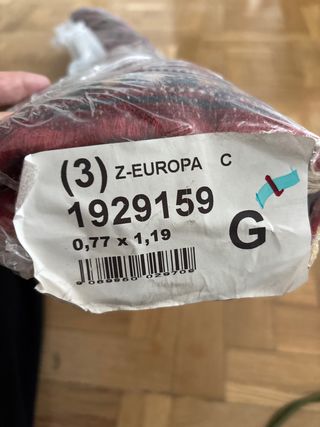 (3) Z-EUROPA C
1929159
0,77 x 1,19
G